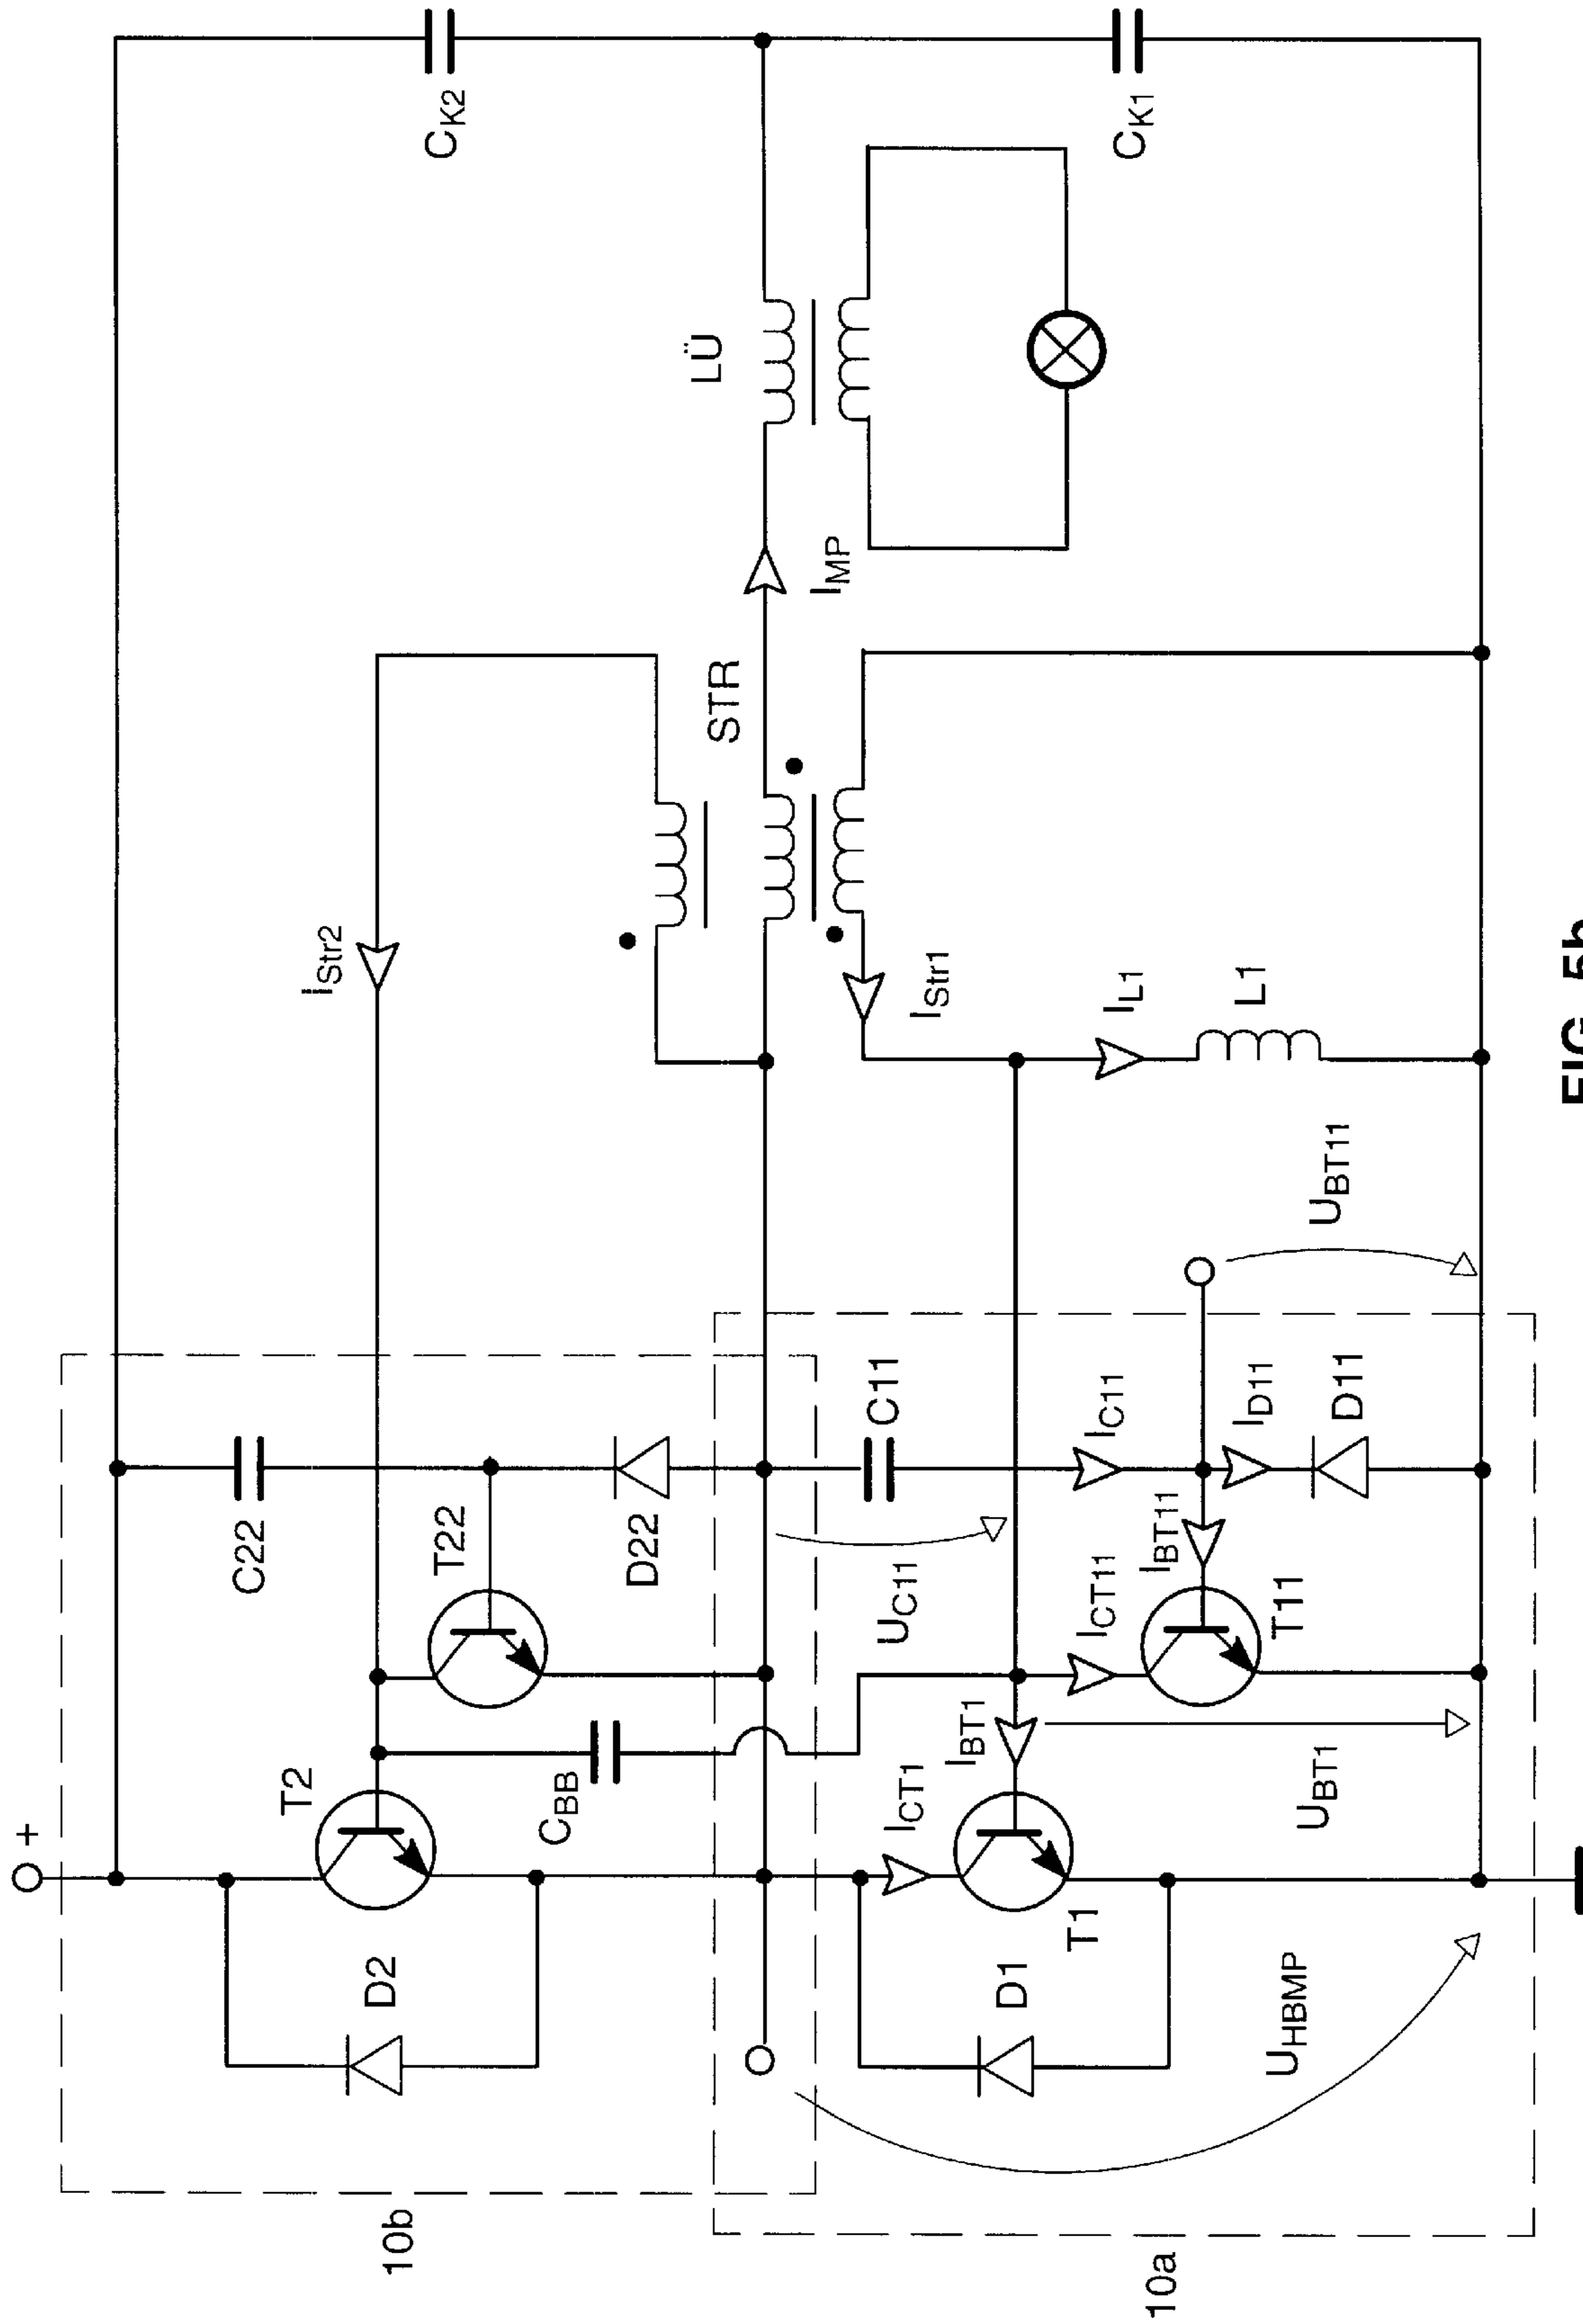 +
10b
D2
T2
C22
T22
C_BB
D22
I_Str2
STR
LÜ
C_K2
I_MP
I_Str1
C11
U_C11
I_CT1
I_BT1
I_CT11
I_BT11
I_C11
I_D11
D11
T11
I_L1
L1
U_BT11
C_K1
D1
T1
U_BT1
U_HBMP
10a
FIG. 5b